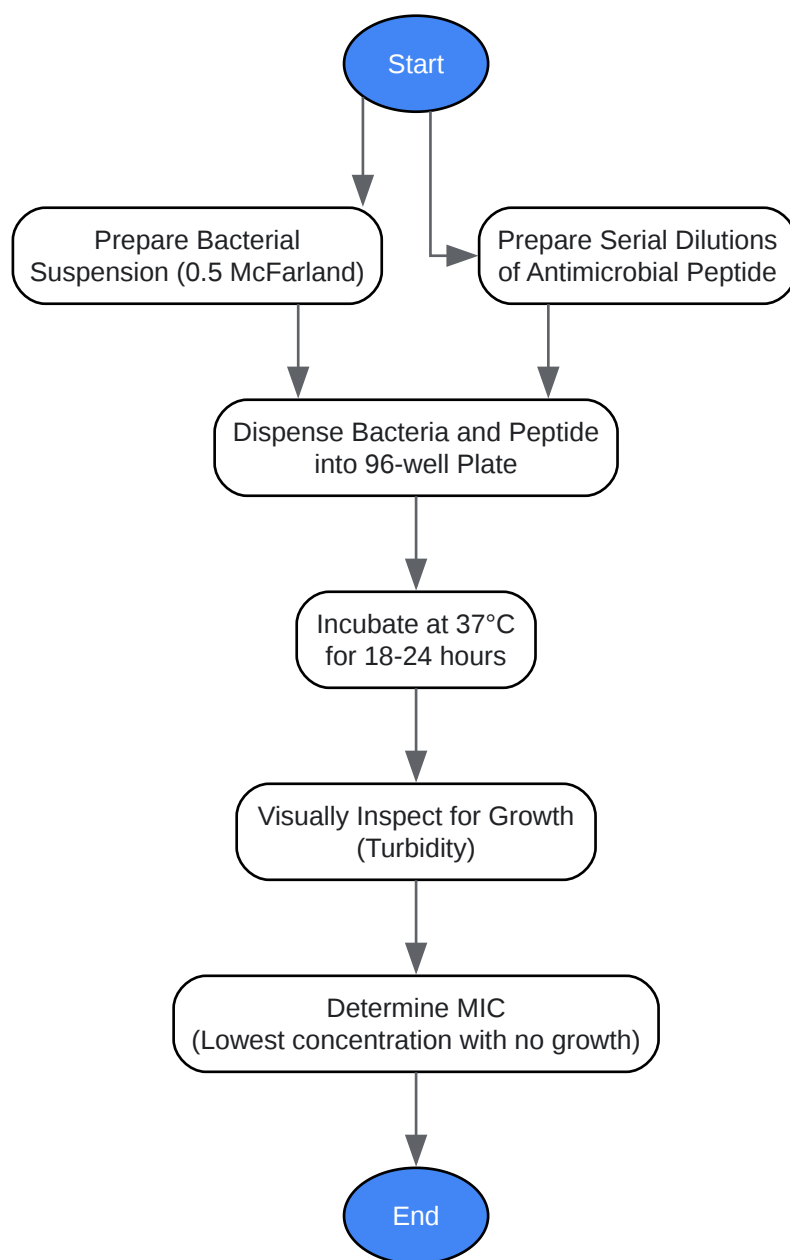 Start
Prepare Bacterial
Suspension (0.5 McFarland)
Prepare Serial Dilutions
of Antimicrobial Peptide
Dispense Bacteria and Peptide
into 96-well Plate
Incubate at 37°C
for 18-24 hours
Visually Inspect for Growth
(Turbidity)
Determine MIC
(Lowest concentration with no growth)
End